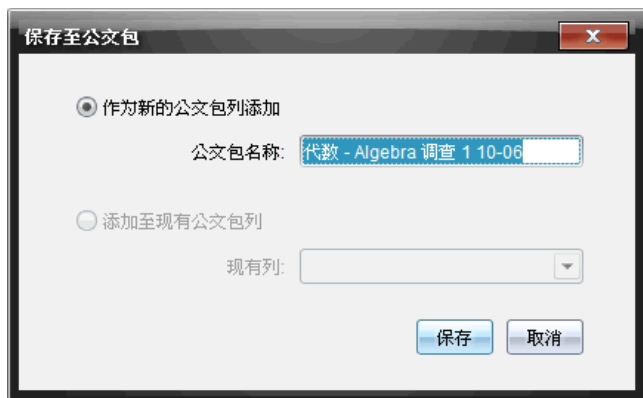 保存至公文包
作为新的公文包列添加
公文包名称: 代数 - Algebra 调查 1 10-06
添加至现有公文包列
现有列:
保存 取消